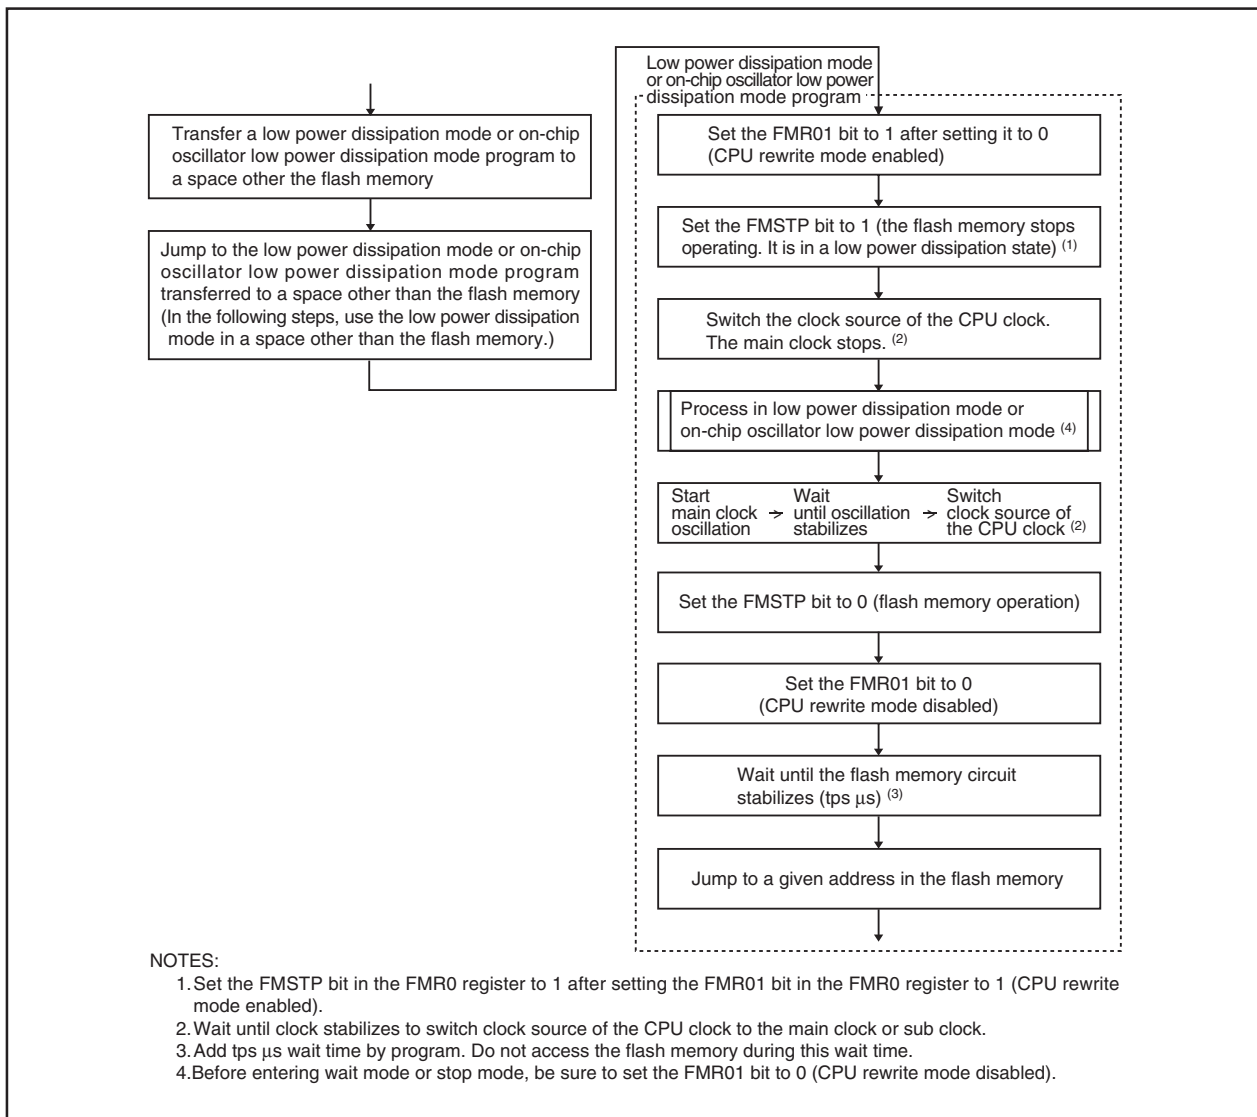 Transfer a low power dissipation mode or on-chip
oscillator low power dissipation mode program to
a space other the flash memory
Jump to the low power dissipation mode or on-chip
oscillator low power dissipation mode program
transferred to a space other than the flash memory
(In the following steps, use the low power dissipation
mode in a space other than the flash memory.)
Low power dissipation mode
or on-chip oscillator low power
dissipation mode program
Set the FMR01 bit to 1 after setting it to 0
(CPU rewrite mode enabled)
Set the FMSTP bit to 1 (the flash memory stops
operating. It is in a low power dissipation state) (1)
Switch the clock source of the CPU clock.
The main clock stops. (2)
Process in low power dissipation mode or
on-chip oscillator low power dissipation mode (4)
Start
main clock
oscillation
Wait
until oscillation
stabilizes
Switch
clock source of
the CPU clock (2)
Set the FMSTP bit to 0 (flash memory operation)
Set the FMR01 bit to 0
(CPU rewrite mode disabled)
Wait until the flash memory circuit
stabilizes (tps μs) (3)
Jump to a given address in the flash memory
NOTES:
1. Set the FMSTP bit in the FMR0 register to 1 after setting the FMR01 bit in the FMR0 register to 1 (CPU rewrite
mode enabled).
2. Wait until clock stabilizes to switch clock source of the CPU clock to the main clock or sub clock.
3. Add tps μs wait time by program. Do not access the flash memory during this wait time.
4. Before entering wait mode or stop mode, be sure to set the FMR01 bit to 0 (CPU rewrite mode disabled).